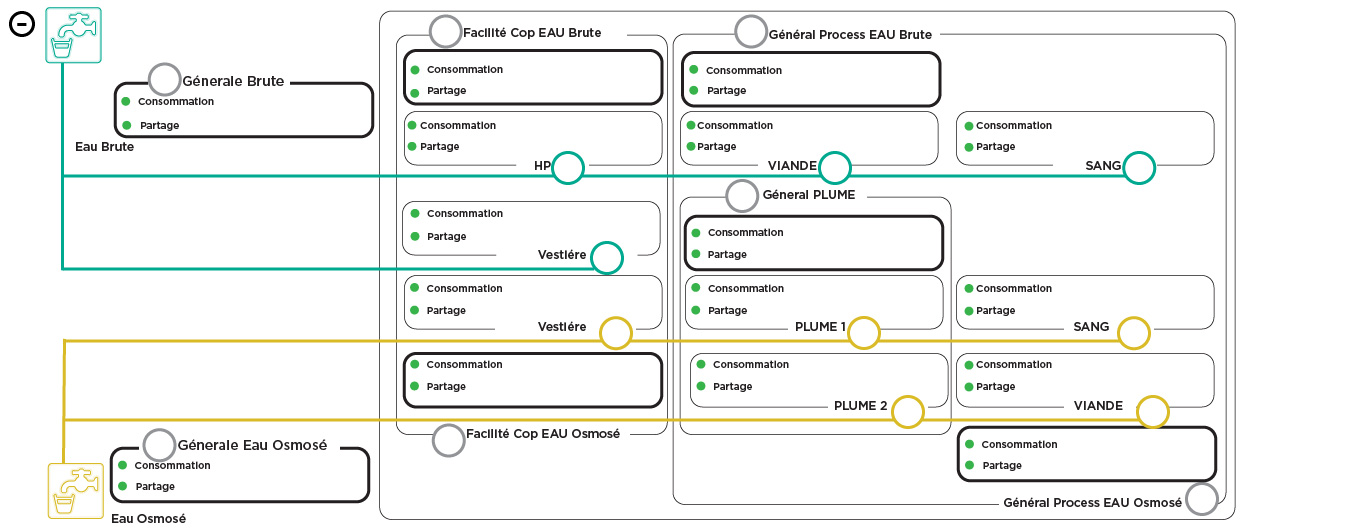 Génerale Brute
Consommation
Partage
Eau Brute
Facilité Cop EAU Brute
Consommation
Partage
Consommation
Partage
HP
Consommation
Partage
Vestiére
Consommation
Partage
Vestiére
Consommation
Partage
Facilité Cop EAU Osmosé
Général Process EAU Brute
Consommation
Partage
Consommation
Partage
VIANDE
Consommation
Partage
SANG
Géneral PLUME
Consommation
Partage
Consommation
Partage
PLUME 1
Consommation
Partage
SANG
Consommation
Partage
PLUME 2
Consommation
Partage
VIANDE
Consommation
Partage
Général Process EAU Osmosé
Génerale Eau Osmosé
Consommation
Partage
Eau Osmosé